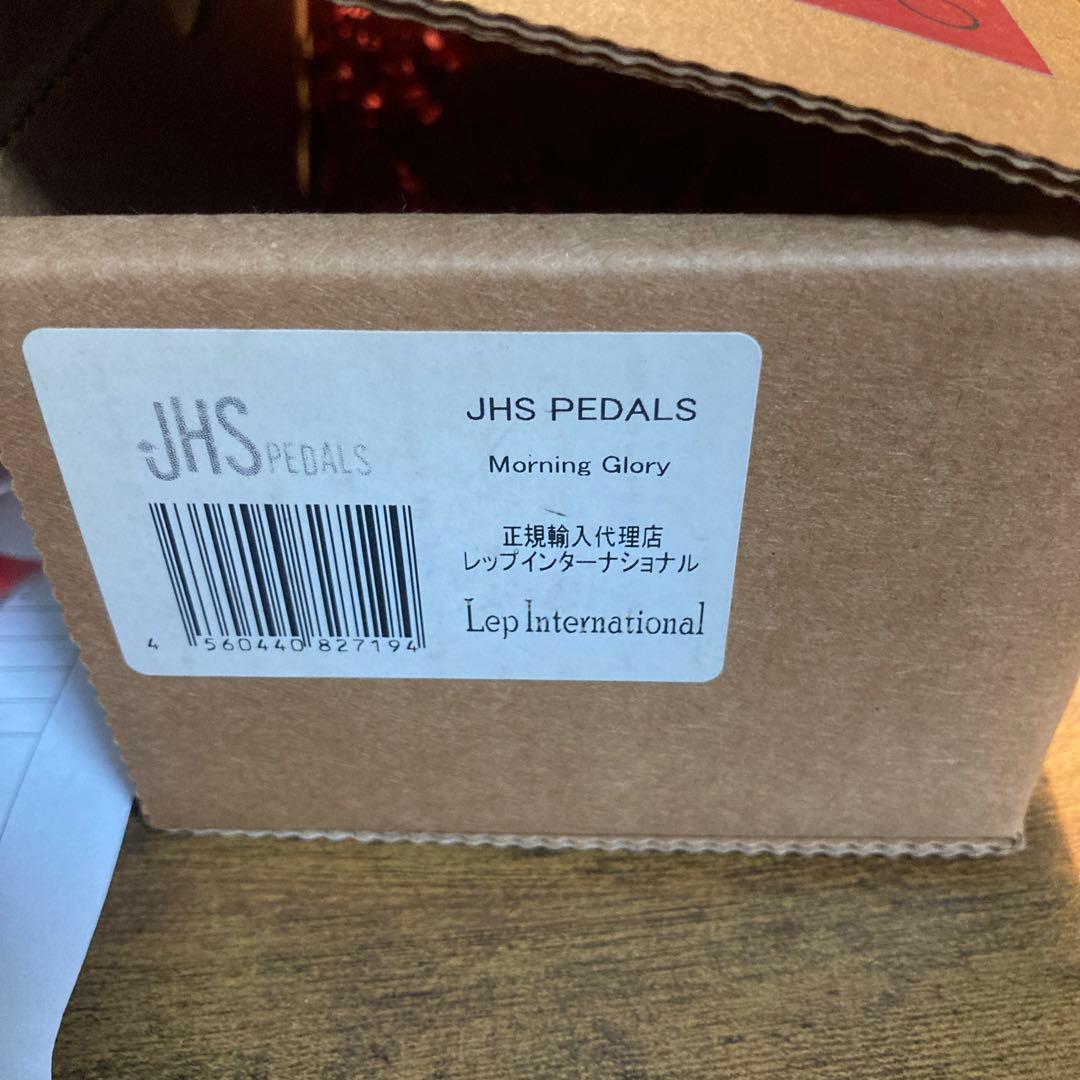 JHS PEDALS
JHS PEDALS
Morning Glory
正規輸入代理店
レップインターナショナル
Lep International
4 560440 827194